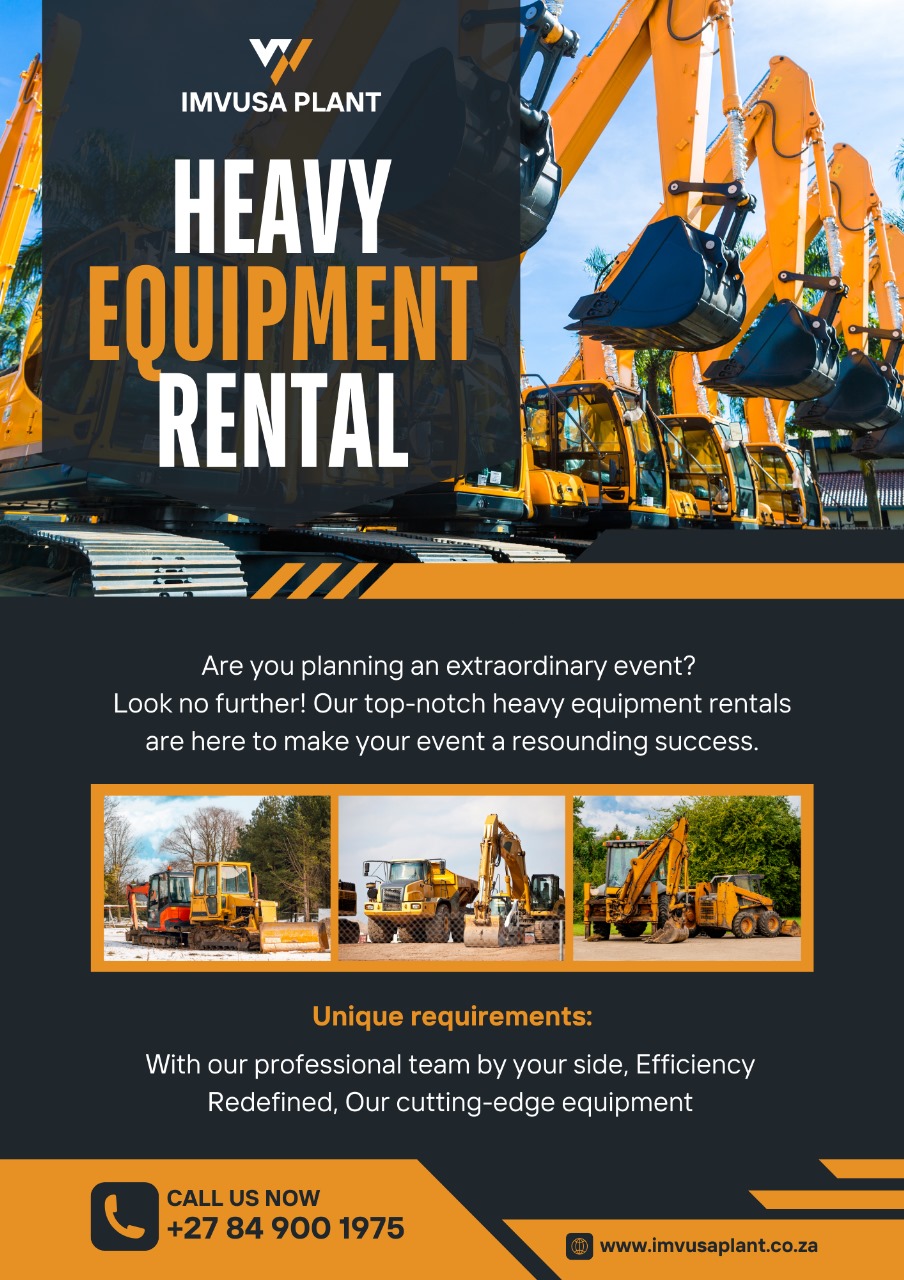 IMVUSA PLANT
HEAVY
EQUIPMENT
RENTAL
Are you planning an extraordinary event?
Look no further! Our top-notch heavy equipment rentals
are here to make your event a resounding success.
Unique requirements:
With our professional team by your side, Efficiency
Redefined, Our cutting-edge equipment
CALL US NOW
+27 84 900 1975
www.imvusaplant.co.za